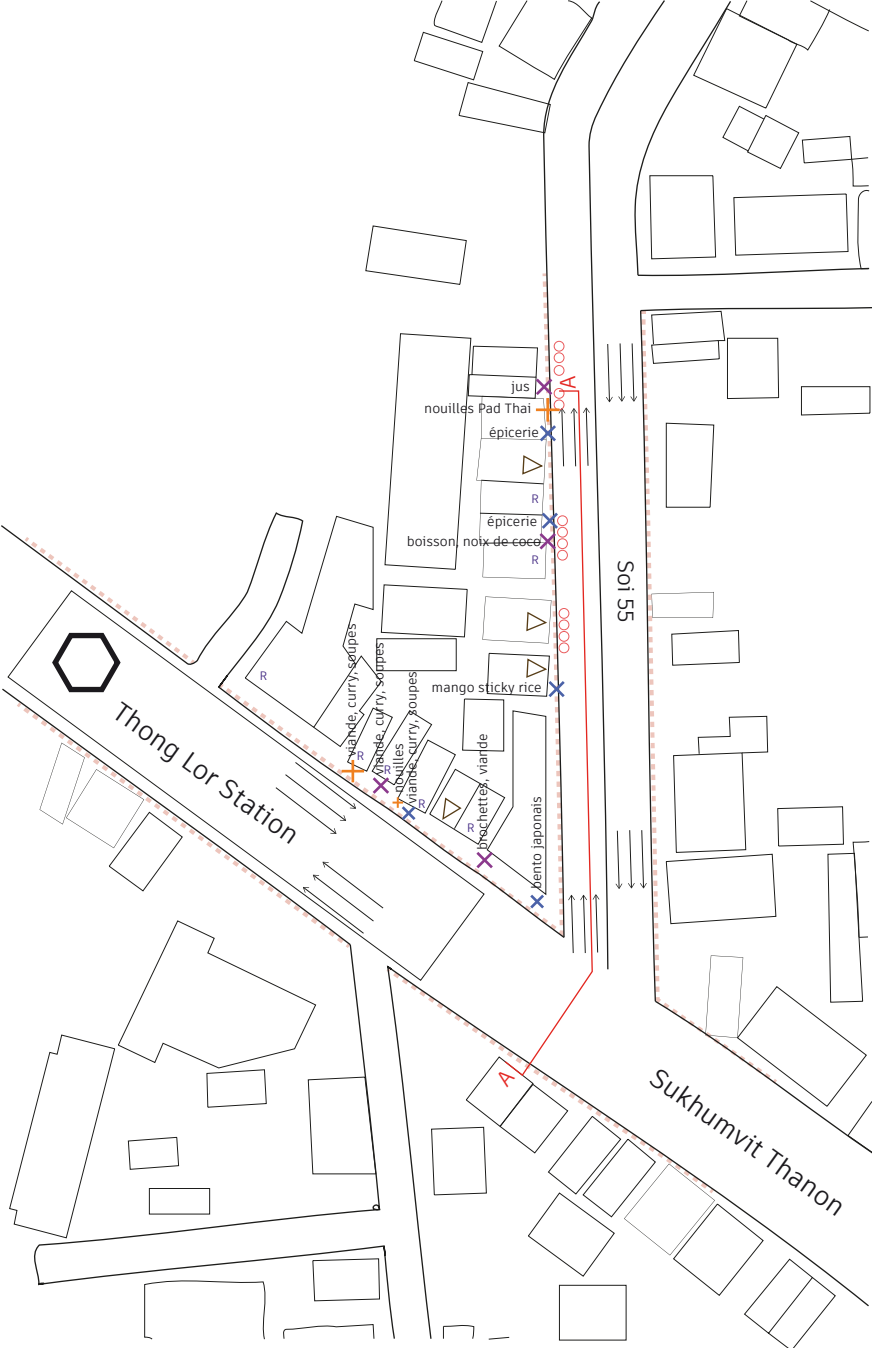 A
jus
nouilles Pad Thai
épicerie
R
épicerie
boisson, noix de coco
R
Soi 55
mango sticky rice
R
viande, curry, soupes
R
viande, curry, soupes
R
nouilles
viande, curry, soupes
R
brochettes, viande
R
bento japonais
Thong Lor Station
A
Sukhumvit Thanon